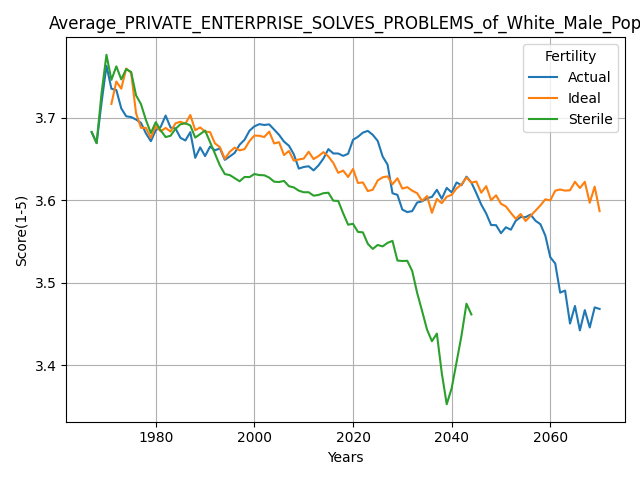 Average_PRIVATE_ENTERPRISE_SOLVES_PROBLEMS_of_White_Male_Pop
Fertility
Actual
Ideal
Sterile
Score(1-5)
3.7
3.6
3.5
3.4
1980
2000
2020
2040
2060
Years